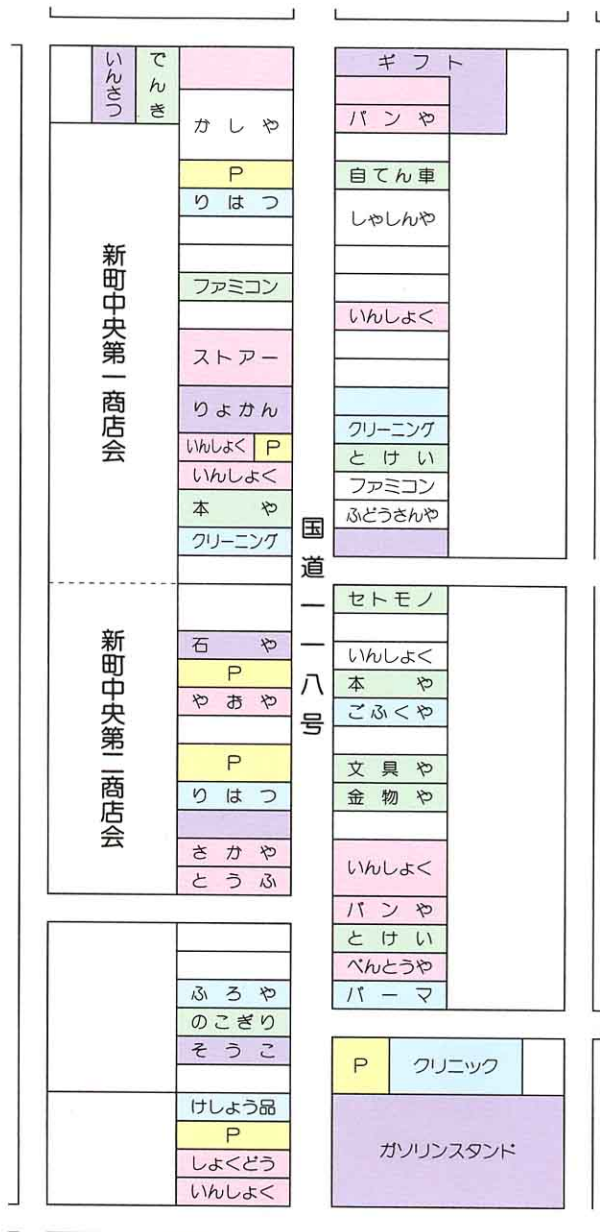 いんさつ
でんき
かしや
P
りはつ
ファミコン
ストアー
りょかん
いんしょく
P
いんしょく
本や
クリーニング
新町中央第一商店会
石や
P
やおや
P
りはつ
さかや
とうふ
新町中央第二商店会
ふろや
のこぎり
そうこ
けしょう品
P
しょくどう
いんしょく
国道一一八号
ギフト
パンや
自てん車
しゃしんや
いんしょく
クリーニング
とけい
ファミコン
ふどうさんや
セトモノ
いんしょく
本や
ごふくや
文具や
金物や
いんしょく
パンや
とけい
べんとうや
パーマ
P
クリニック
ガソリンスタンド